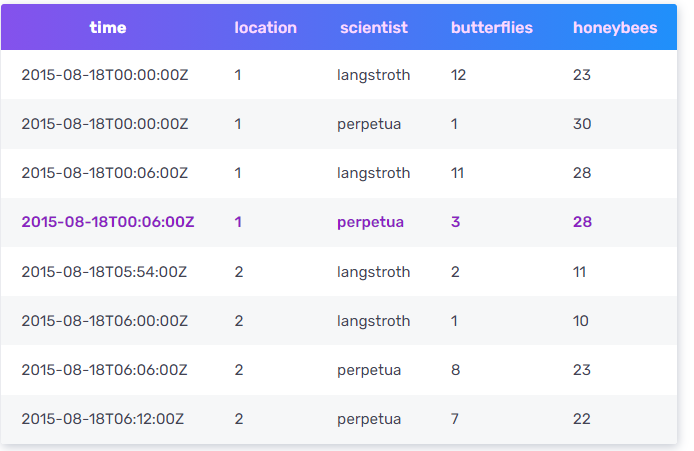 time location scientist butterflies honeybees
2015-08-18T00:00:00Z 1 langstroth 12 23
2015-08-18T00:00:00Z 1 perpetua 1 30
2015-08-18T00:06:00Z 1 langstroth 11 28
2015-08-18T00:06:00Z 1 perpetua 3 28
2015-08-18T05:54:00Z 2 langstroth 2 11
2015-08-18T06:00:00Z 2 langstroth 1 10
2015-08-18T06:06:00Z 2 perpetua 8 23
2015-08-18T06:12:00Z 2 perpetua 7 22